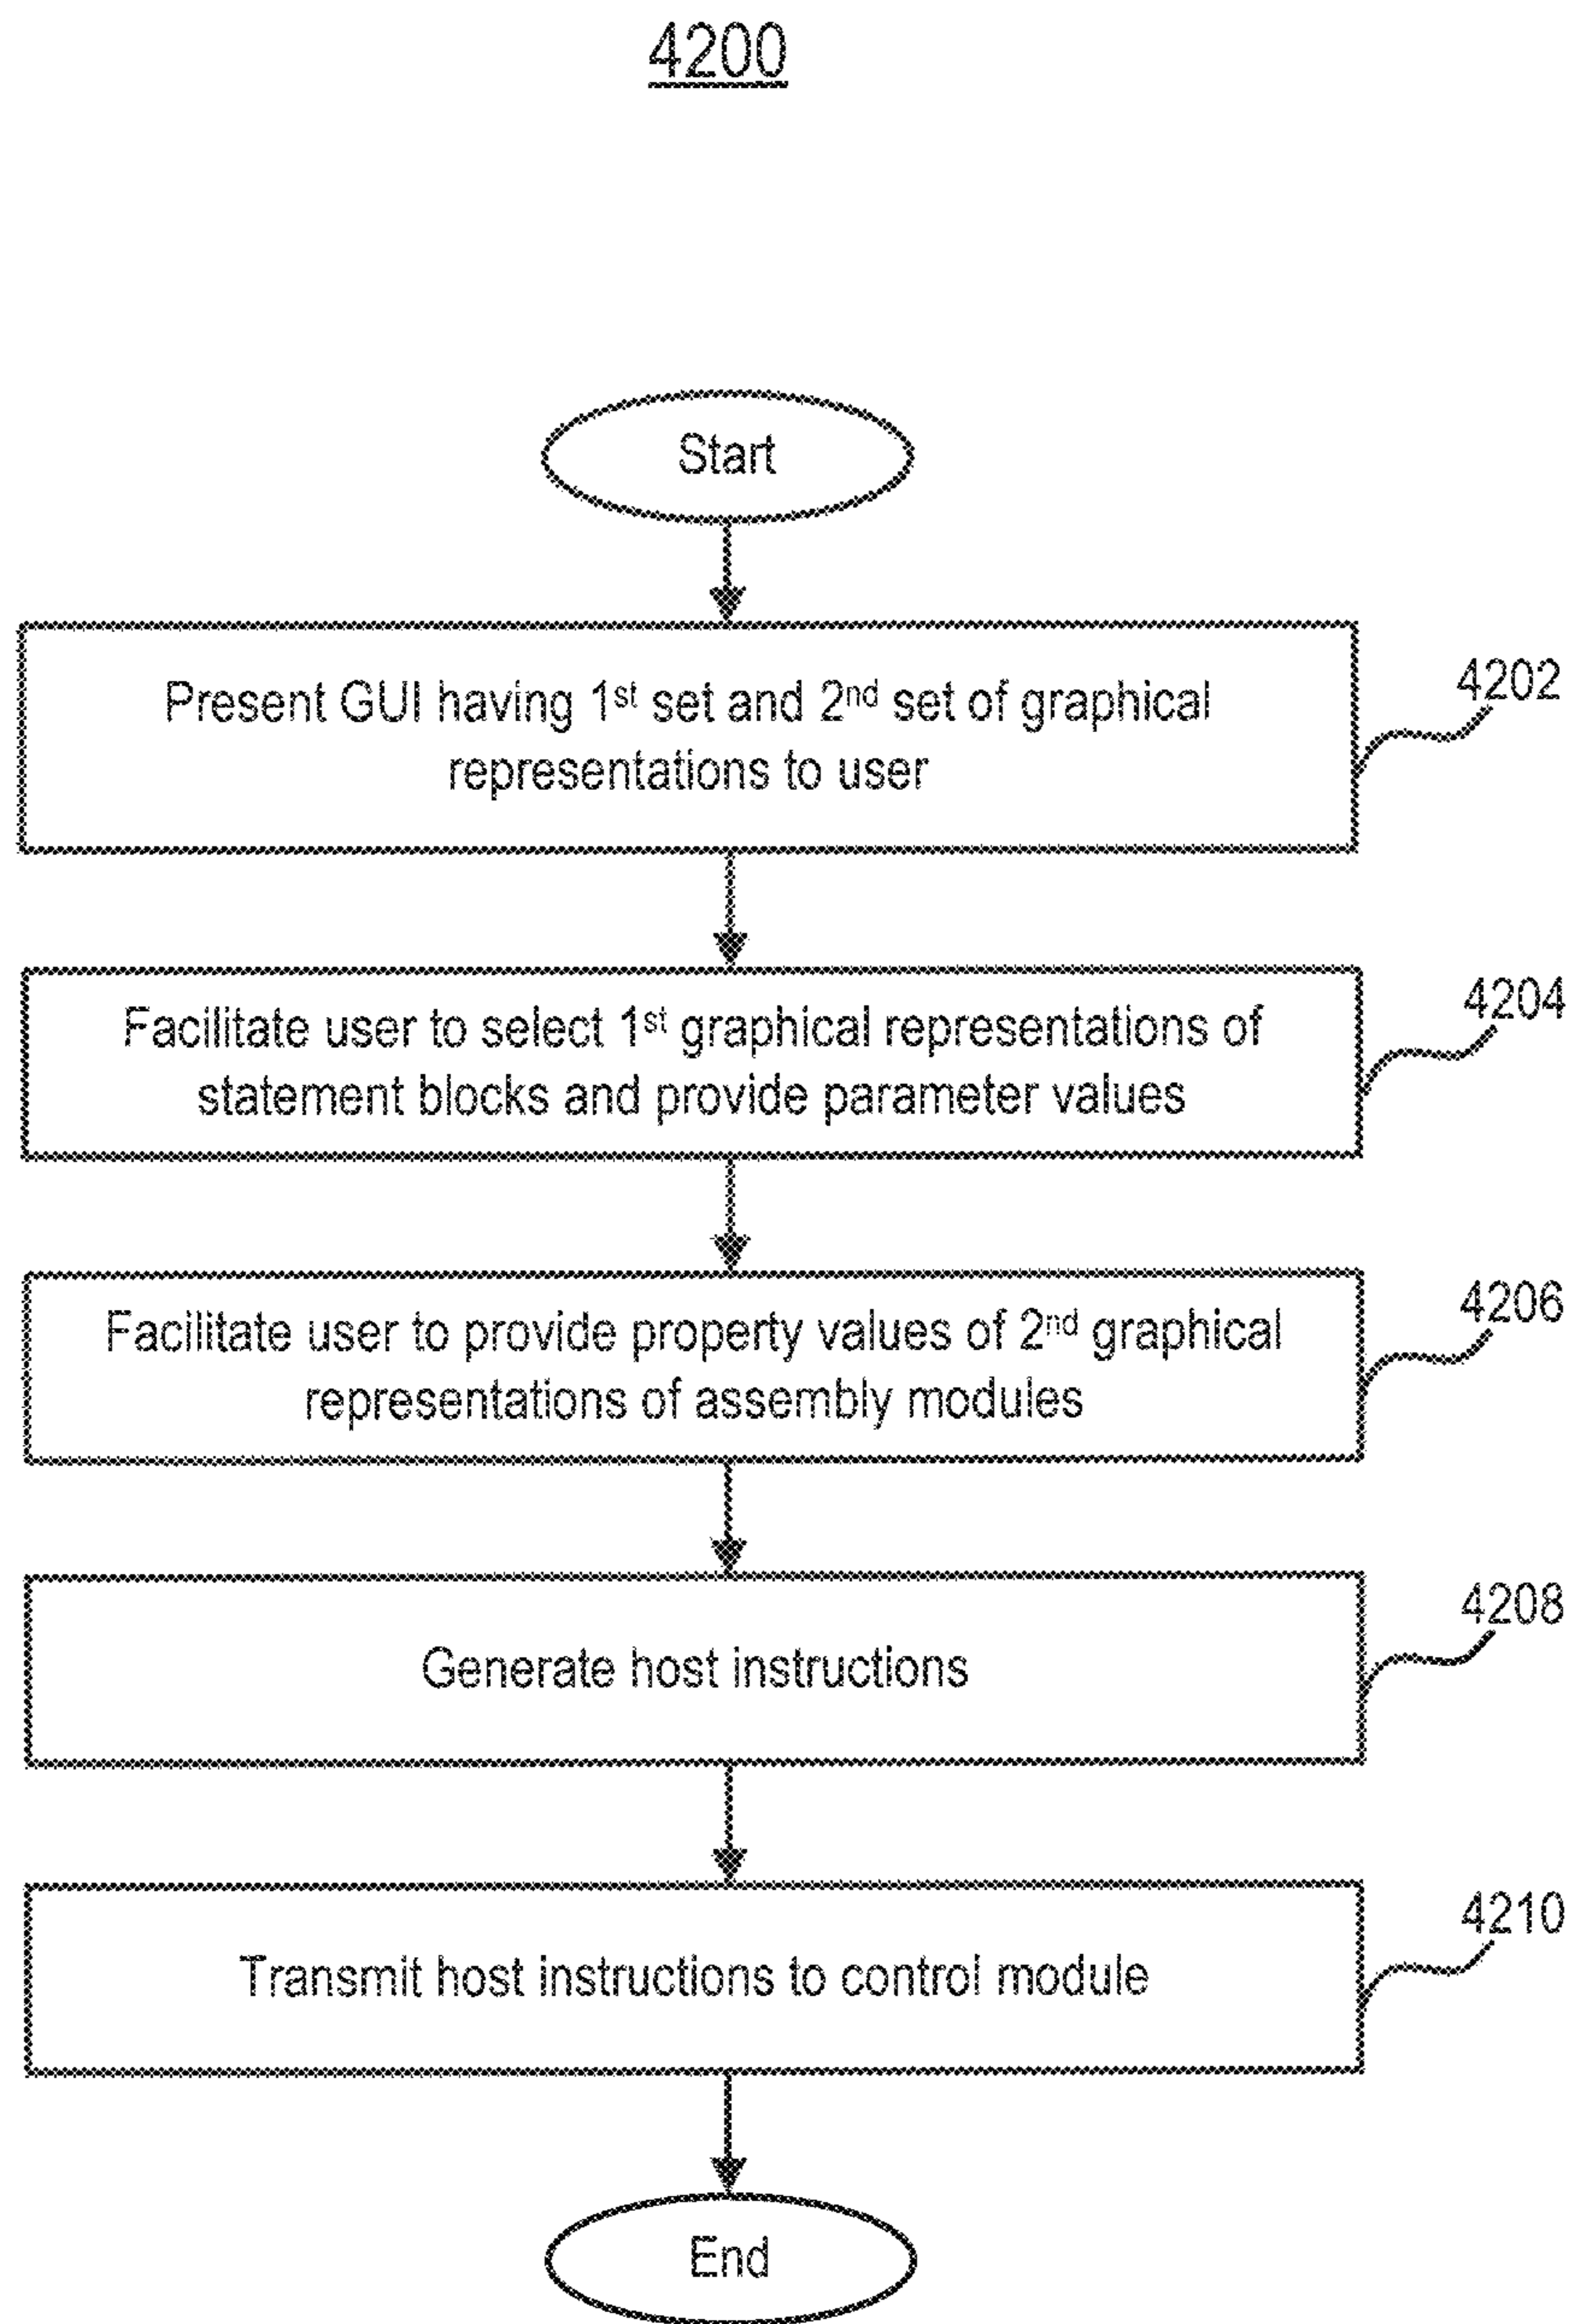 4200
Start
Present GUI having 1st set and 2nd set of graphical
representations to user
4202
Facilitate user to select 1st graphical representations of
statement blocks and provide parameter values
4204
Facilitate user to provide property values of 2nd graphical
representations of assembly modules
4206
Generate host instructions
4208
Transmit host instructions to control module
4210
End